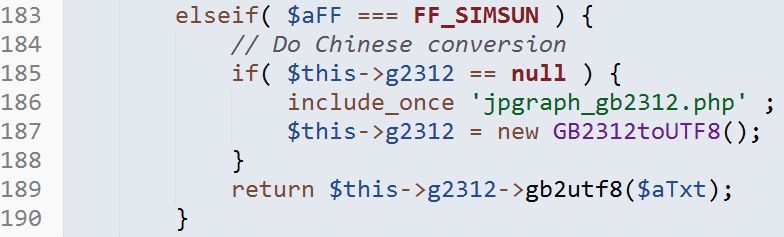 183 elseif( $aFF === FF_SIMSUN ) {
184 // Do Chinese conversion
185 if( $this->g2312 == null ) {
186 include_once 'jpgraph_gb2312.php' ;
187 $this->g2312 = new GB2312toUTF8();
188 }
189 return $this->g2312->gb2utf8($aTxt);
190 }